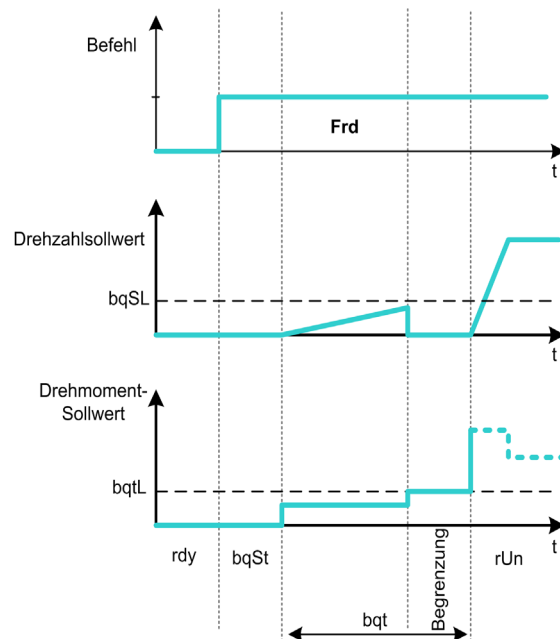 Befehl
Frd
t
Drehzahlsollwert
bqSL
t
Drehmoment-
Sollwert
bqtL
t
rdy
bqSt
Begrenzung
rUn
bqt